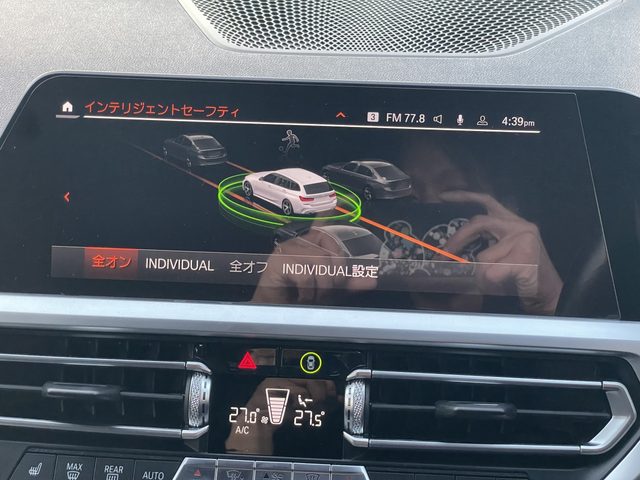 インテリジェントセーフティ
3 FM 77.8 4:39pm
全オン INDIVIDUAL 全オフ INDIVIDUAL設定
27.0° 27.5°
A/C
MAX REAR AUTO